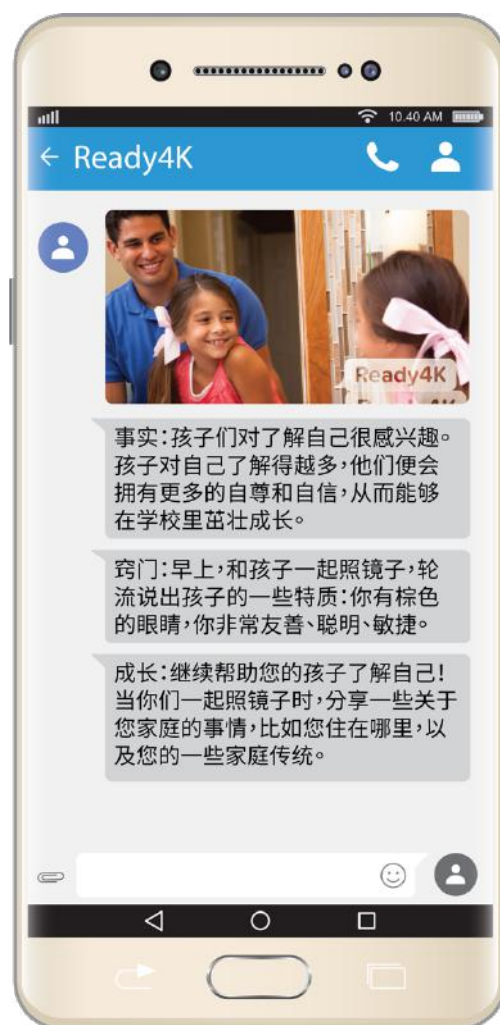 10.40 AM
Ready4K
Ready4K
事实:孩子们对了解自己很感兴趣。
孩子对自己了解得越多,他们便会
拥有更多的自尊和自信,从而能够
在学校里茁壮成长。
窍门:早上,和孩子一起照镜子,轮
流说出孩子的一些特质:你有棕色
的眼睛,你非常友善、聪明、敏捷。
成长:继续帮助您的孩子了解自己!
当你们一起照镜子时,分享一些关于
您家庭的事情,比如您住在哪里,以
及您的一些家庭传统。